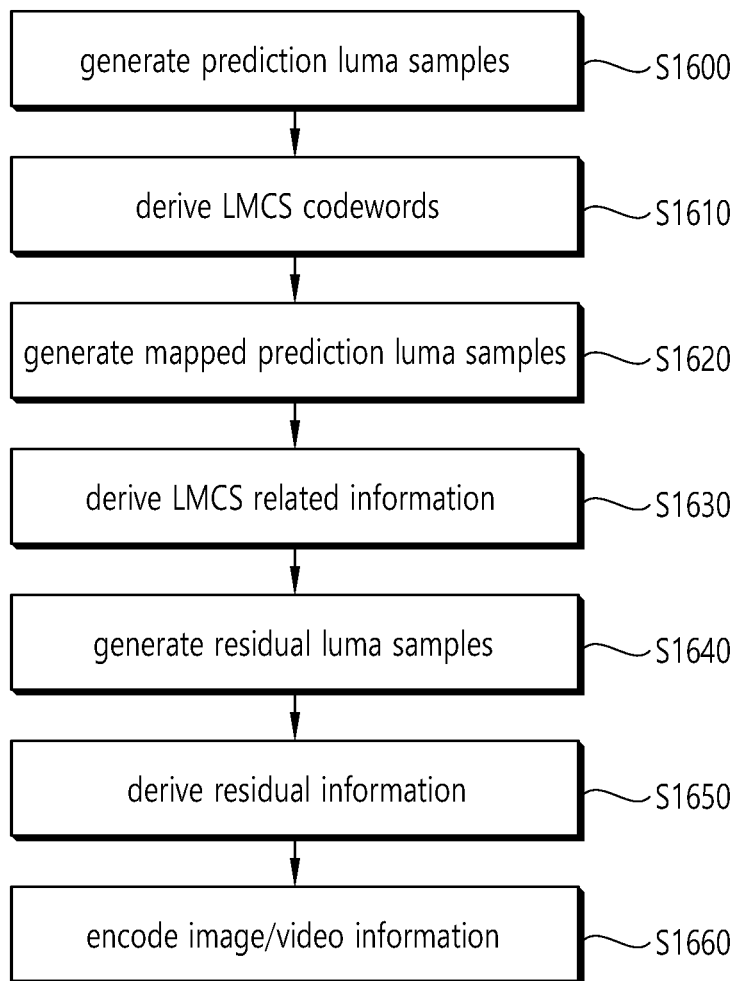 generate prediction luma samples S1600
derive LMCS codewords S1610
generate mapped prediction luma samples S1620
derive LMCS related information S1630
generate residual luma samples S1640
derive residual information S1650
encode image/video information S1660